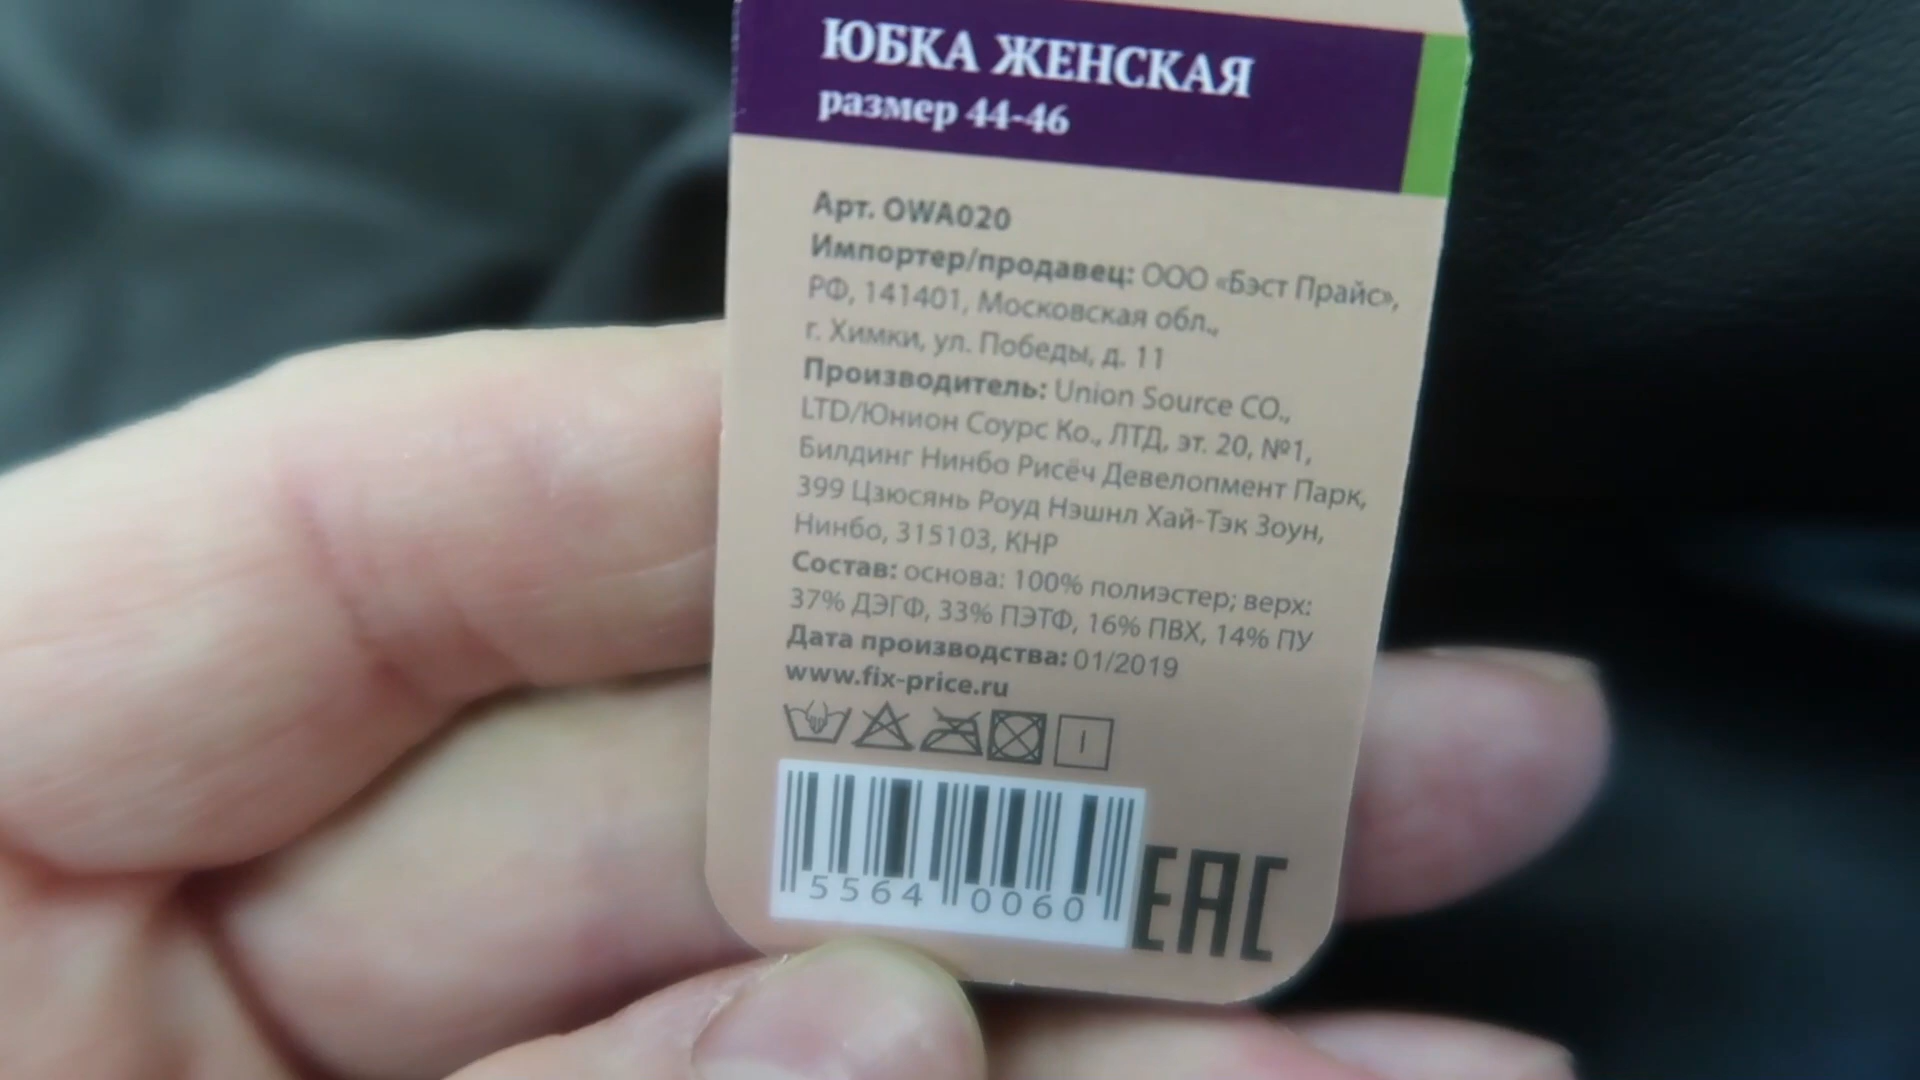 ЮБКА ЖЕНСКАЯ
размер 44-46
Арт. OWA020
Импортер/продавец: ООО «Бэст Прайс»,
РФ, 141401, Московская обл.,
г. Химки, ул. Победы, д. 11
Производитель: Union Source CO.,
LTD/Юнион Соурс Ко., ЛТД, эт. 20, №1,
Билдинг Нинбо Рисёч Девелопмент Парк,
399 Цзюсянь Роуд Нэшнл Хай-Тэк Зоун,
Нинбо, 315103, КНР
Состав: основа: 100% полиэстер; верх:
37% ДЭГФ, 33% ПЭТФ, 16% ПВХ, 14% ПУ
Дата производства: 01/2019
www.fix-price.ru
5564 0060
EAC